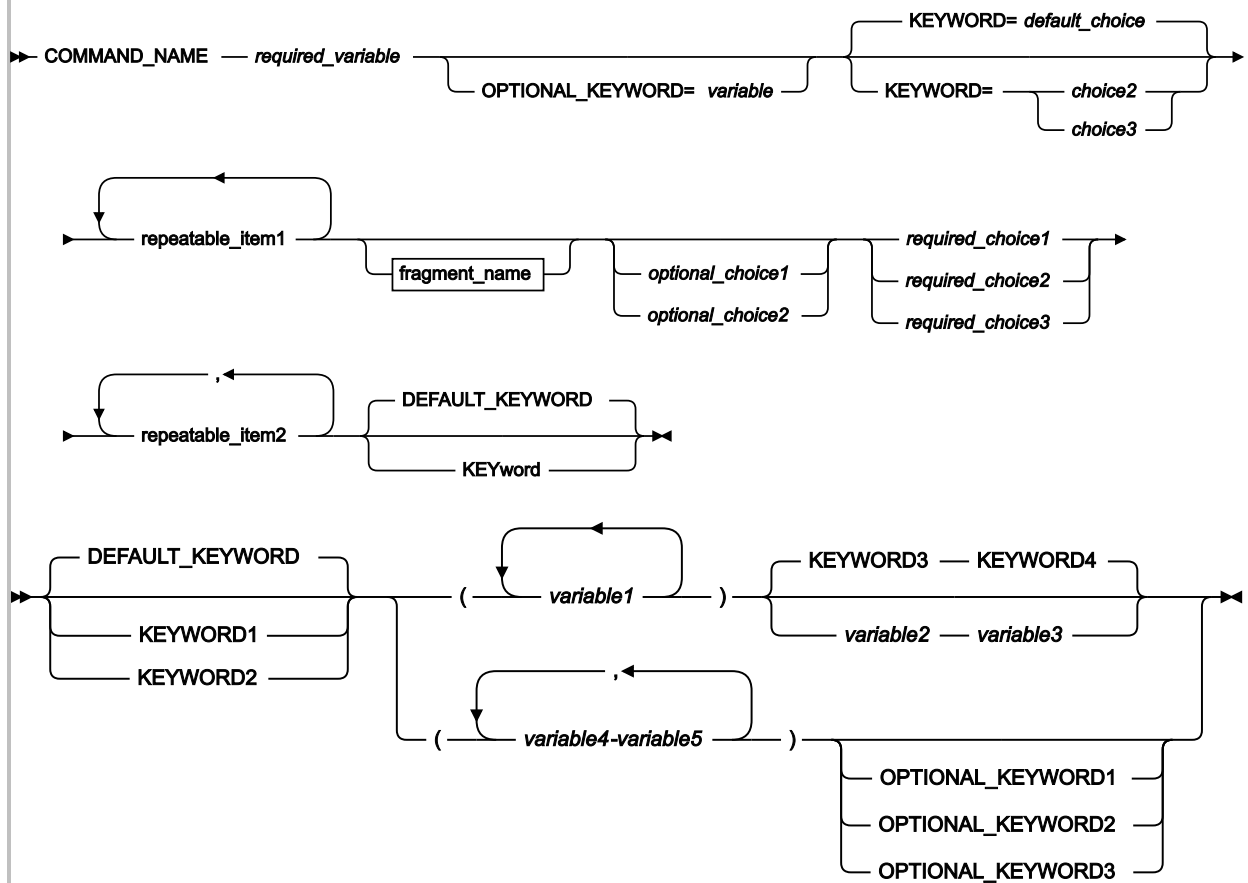 KEYWORD= default_choice
COMMAND_NAME required_variable
OPTIONAL_KEYWORD= variable KEYWORD= choice2
choice3
repeatable_item1 required_choice1
fragment_name optional_choice1 required_choice2
optional_choice2 required_choice3
,
DEFAULT_KEYWORD
repeatable_item2
KEYword
DEFAULT_KEYWORD KEYWORD3 KEYWORD4
( variable1 )
KEYWORD1 variable2 variable3
KEYWORD2
,
( variable4-variable5 )
OPTIONAL_KEYWORD1
OPTIONAL_KEYWORD2
OPTIONAL_KEYWORD3